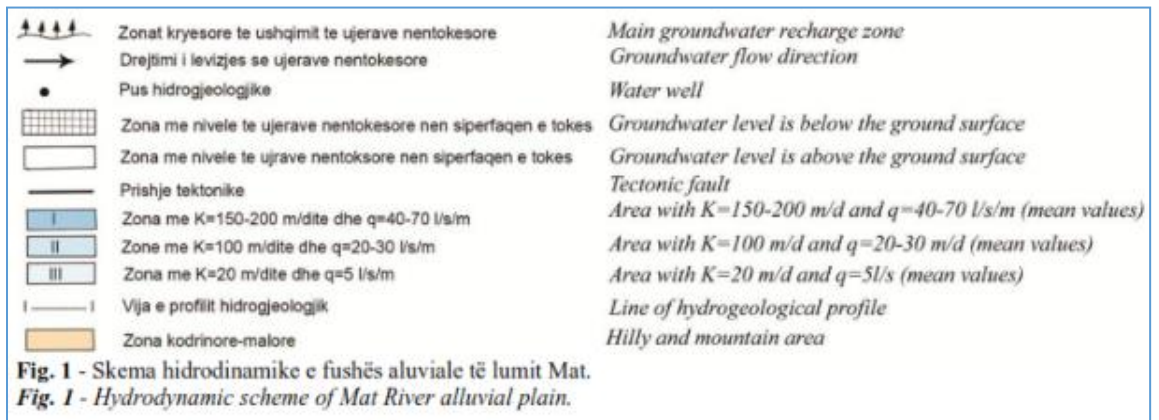 Zonat kryesore te ushqimit te ujerave nentokesore Main groundwater recharge zone
Drejtimi i levizjes se ujerave nentokesore Groundwater flow direction
Pus hidrogjeologjike Water well
Zona me nivele te ujerave nentokesore nen siperfaqen e tokes Groundwater level is below the ground surface
Zona me nivele te ujrave nentoksore nen siperfaqen e tokes Groundwater level is above the ground surface
Prishje tektonike Tectonic fault
I Zona me K=150-200 m/dite dhe q=40-70 l/s/m Area with K=150-200 m/d and q=40-70 l/s/m (mean values)
II Zone me K=100 m/dite dhe q=20-30 l/s/m Area with K=100 m/d and q=20-30 m/d (mean values)
III Zona me K=20 m/dite dhe q=5 l/s/m Area with K=20 m/d and q=5l/s (mean values)
I I Vija e profilit hidrogjeologjik Line of hydrogeological profile
Zona kodrinore-malore Hilly and mountain area
Fig. 1 - Skema hidrodinamike e fushës aluviale të lumit Mat.
Fig. 1 - Hydrodynamic scheme of Mat River alluvial plain.